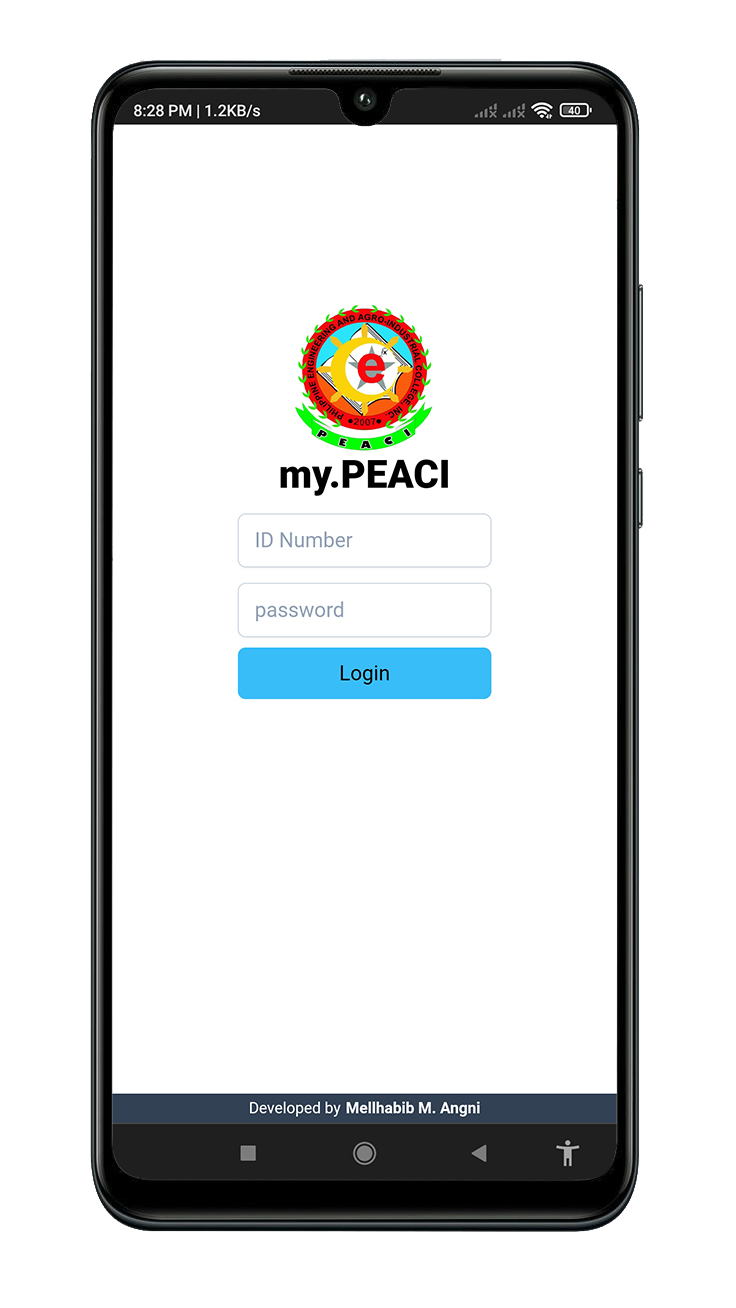 8:28 PM | 1.2KB/s
40
PHILIPPINE ENGINEERING AND AGRO-INDUSTRIAL COLLEGE INC.
e
2007
PEACI
my.PEACI
ID Number
password
Login
Developed by Mellhabib M. Angni